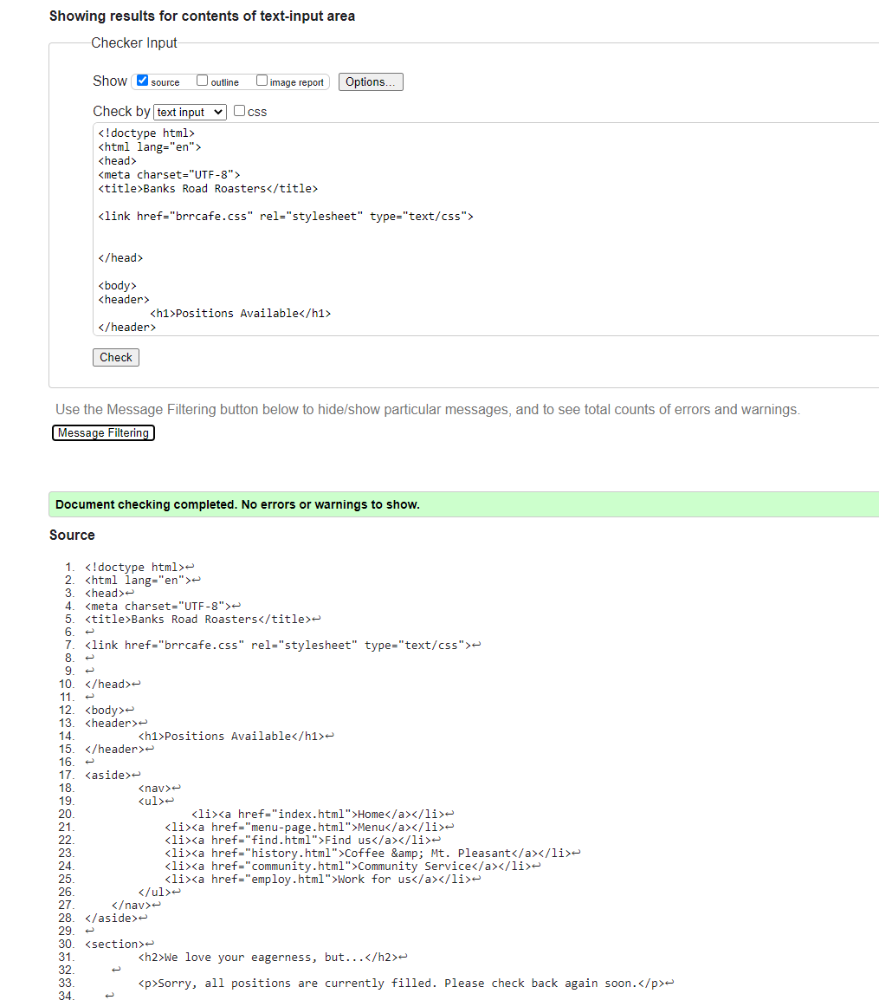 Showing results for contents of text-input area
Checker Input
Show source outline image report Options...
Check by text input css
<!doctype html>
<html lang="en">
<head>
<meta charset="UTF-8">
<title>Banks Road Roasters</title>
<link href="brrcafe.css" rel="stylesheet" type="text/css">
</head>
<body>
<header>
<h1>Positions Available</h1>
</header>
Check
Use the Message Filtering button below to hide/show particular messages, and to see total counts of errors and warnings.
Message Filtering
Document checking completed. No errors or warnings to show.
Source
1. <!doctype html>↩
2. <html lang="en">↩
3. <head>↩
4. <meta charset="UTF-8">↩
5. <title>Banks Road Roasters</title>↩
6. ↩
7. <link href="brrcafe.css" rel="stylesheet" type="text/css">↩
8. ↩
9. ↩
10. </head>↩
11. ↩
12. <body>↩
13. <header>↩
14. <h1>Positions Available</h1>↩
15. </header>↩
16. ↩
17. <aside>↩
18. <nav>↩
19. <ul>↩
20. <li><a href="index.html">Home</a></li>↩
21. <li><a href="menu-page.html">Menu</a></li>↩
22. <li><a href="find.html">Find us</a></li>↩
23. <li><a href="history.html">Coffee &amp; Mt. Pleasant</a></li>↩
24. <li><a href="community.html">Community Service</a></li>↩
25. <li><a href="employ.html">Work for us</a></li>↩
26. </ul>↩
27. </nav>↩
28. </aside>↩
29. ↩
30. <section>↩
31. <h2>We love your eagerness, but...</h2>↩
32. ↩
33. <p>Sorry, all positions are currently filled. Please check back again soon.</p>↩
34. ↩